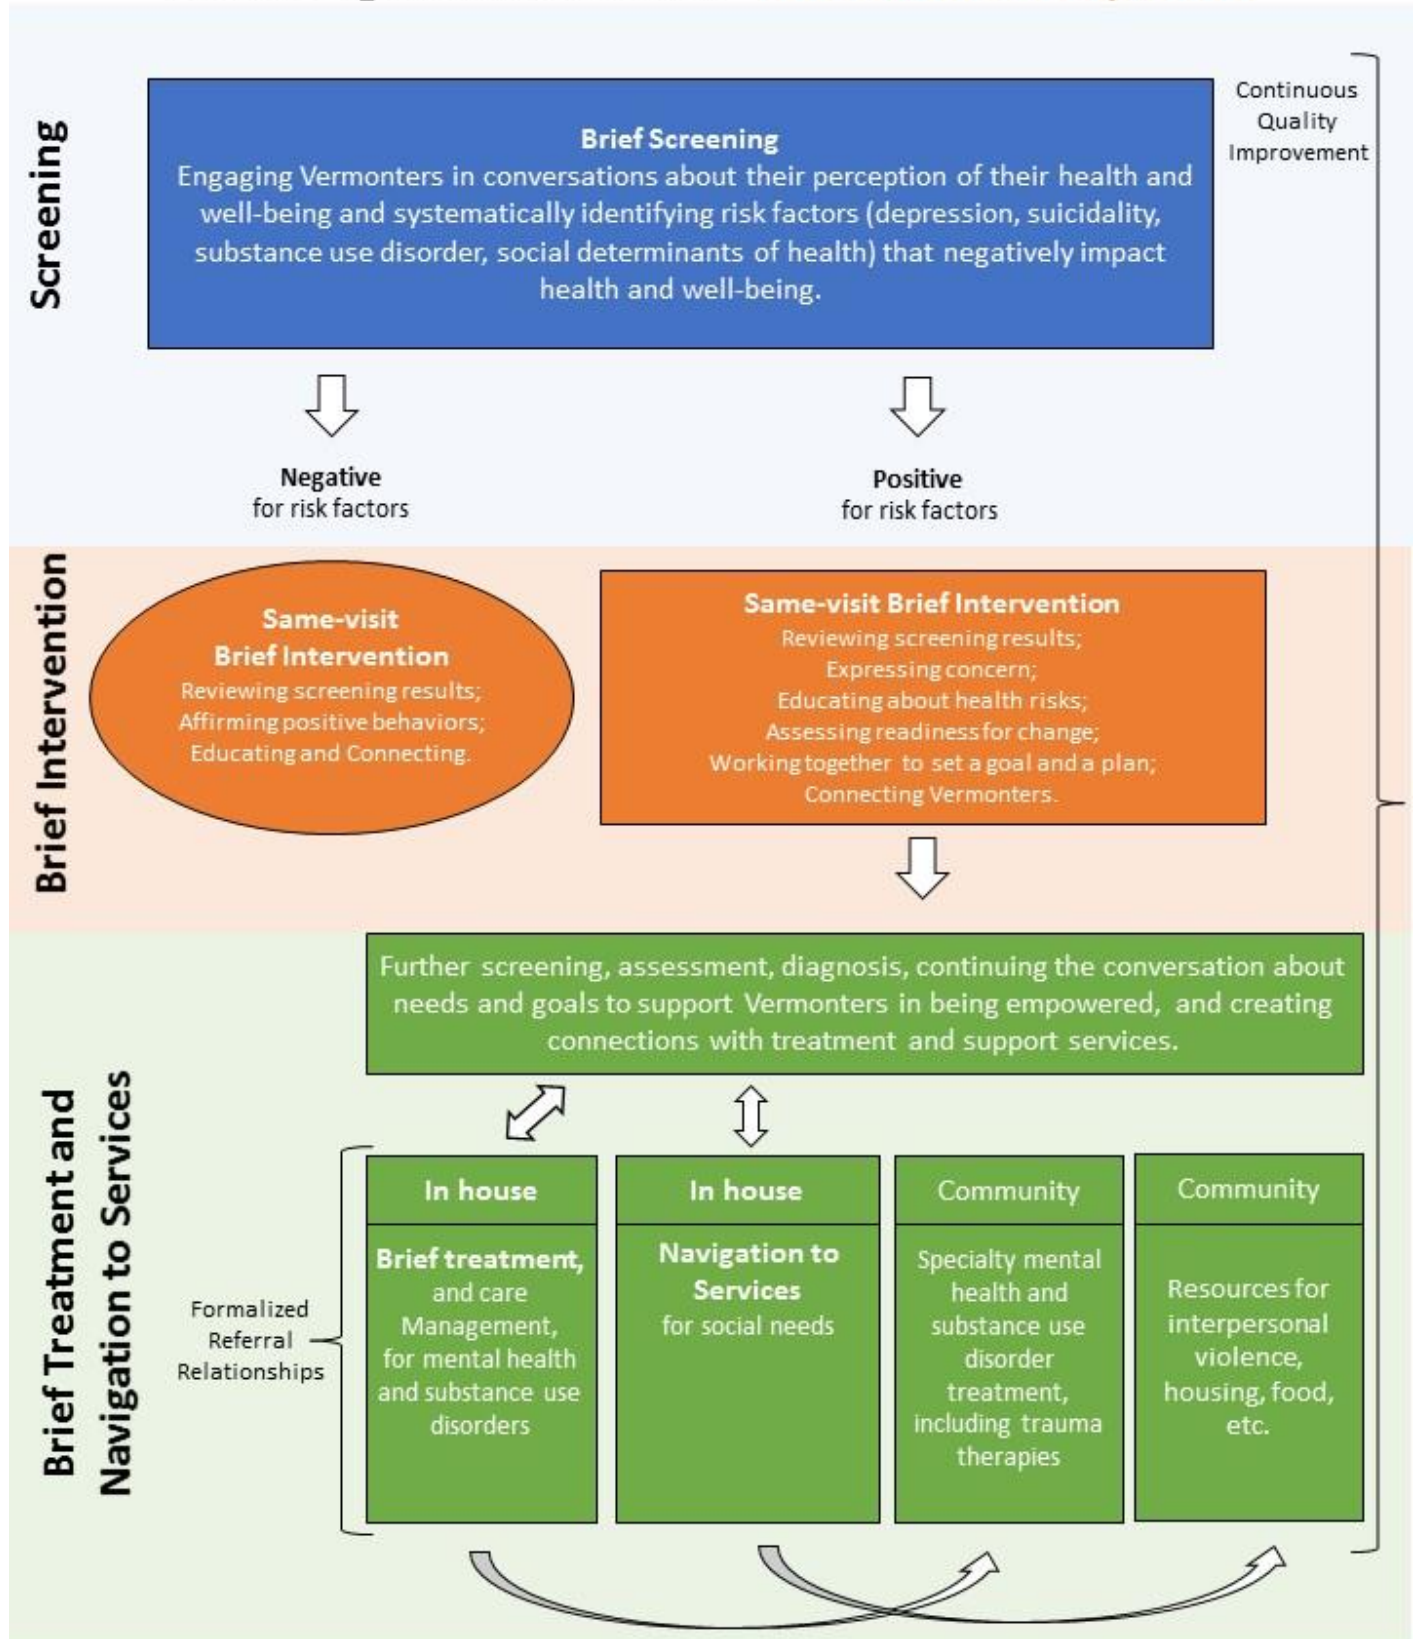 Continuous
Quality
Improvement
Screening
Brief Screening
Engaging Vermonters in conversations about their perception of their health and
well-being and systematically identifying risk factors (depression, suicidality,
substance use disorder, social determinants of health) that negatively impact
health and well-being.
Negative
for risk factors
Positive
for risk factors
Brief Intervention
Same-visit
Brief Intervention
Reviewing screening results;
Affirming positive behaviors;
Educating and Connecting.
Same-visit Brief Intervention
Reviewing screening results;
Expressing concern;
Educating about health risks;
Assessing readiness for change;
Working together to set a goal and a plan;
Connecting Vermonters.
Brief Treatment and
Navigation to Services
Further screening, assessment, diagnosis, continuing the conversation about
needs and goals to support Vermonters in being empowered, and creating
connections with treatment and support services.
Formalized
Referral
Relationships
In house
Brief treatment,
and care
Management,
for mental health
and substance use
disorders
In house
Navigation to
Services
for social needs
Community
Specialty mental
health and
substance use
disorder
treatment,
including trauma
therapies
Community
Resources for
interpersonal
violence,
housing, food,
etc.